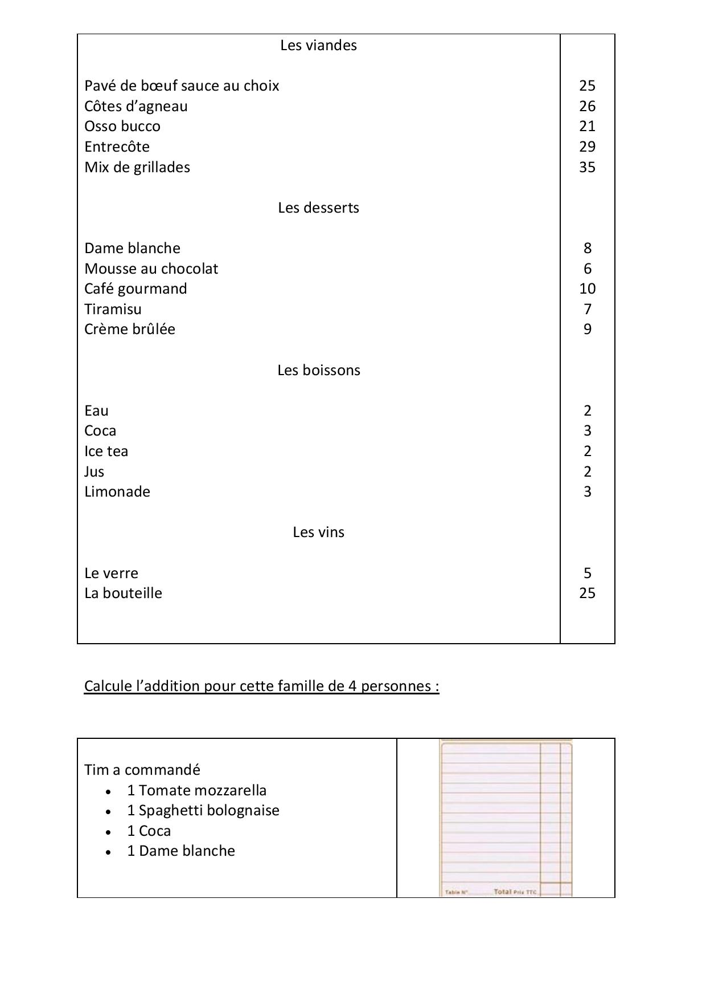 Les viandes
Pavé de bœuf sauce au choix 25
Côtes d’agneau 26
Osso bucco 21
Entrecôte 29
Mix de grillades 35
Les desserts
Dame blanche 8
Mousse au chocolat 6
Café gourmand 10
Tiramisu 7
Crème brûlée 9
Les boissons
Eau 2
Coca 3
Ice tea 2
Jus 2
Limonade 3
Les vins
Le verre 5
La bouteille 25
Calcule l’addition pour cette famille de 4 personnes :
Tim a commandé
• 1 Tomate mozzarella
• 1 Spaghetti bolognaise
• 1 Coca
• 1 Dame blanche
Table N° Total Prix TTC